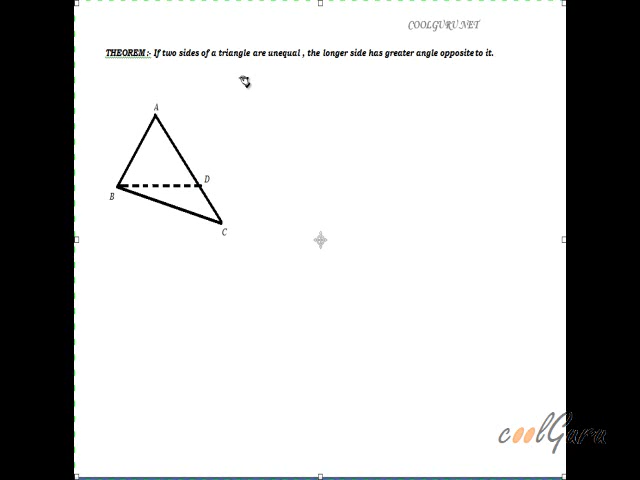 COOLGURU.NET
THEOREM:- If two sides of a triangle are unequal , the longer side has greater angle opposite to it.
A
D
B
C
coolGuru